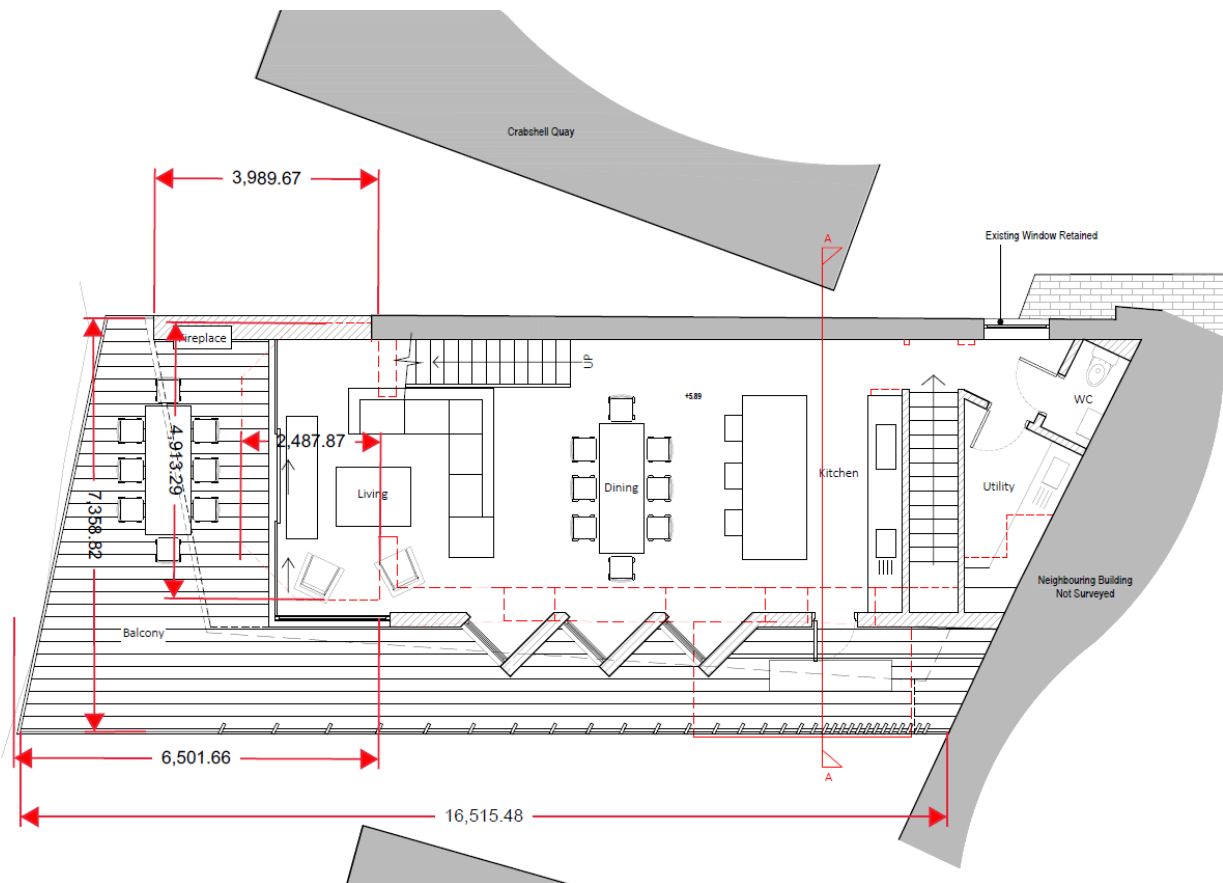 Crabshell Quay
3,989.67
A
Existing Window Retained
Fireplace
UP
WC
+5.89
4,913.29
2,487.87
7,358.82
Living
Dining
Kitchen
Utility
Neighbouring Building
Not Surveyed
Balcony
6,501.66
A
16,515.48